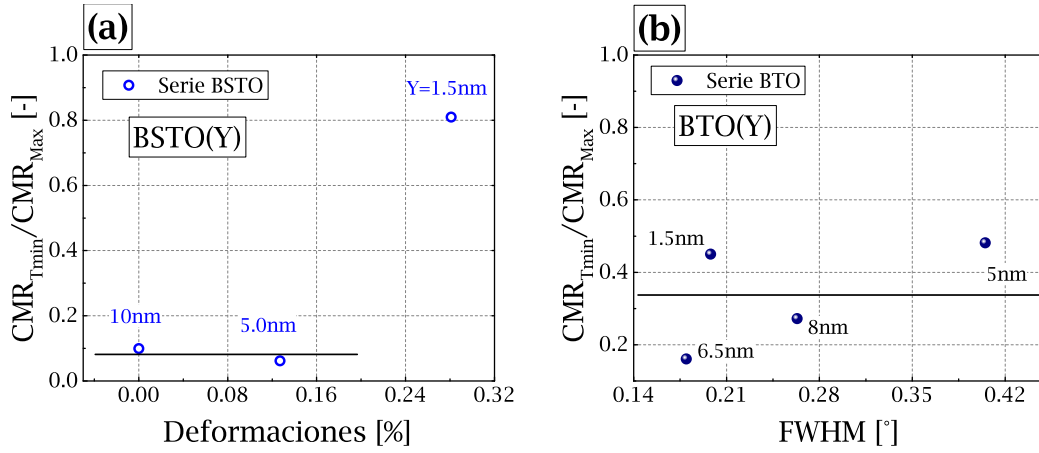 (a)
CMR_Tmin/CMR_Max [-]
1.0
0.8
0.6
0.4
0.2
0.0
Serie BSTO
BSTO(Y)
Y=1.5nm
10nm
5.0nm
0.00 0.08 0.16 0.24 0.32
Deformaciones [%]
(b)
CMR_Tmin/CMR_Max [-]
1.0
0.8
0.6
0.4
0.2
Serie BTO
BTO(Y)
1.5nm
5nm
8nm
6.5nm
0.14 0.21 0.28 0.35 0.42
FWHM [°]